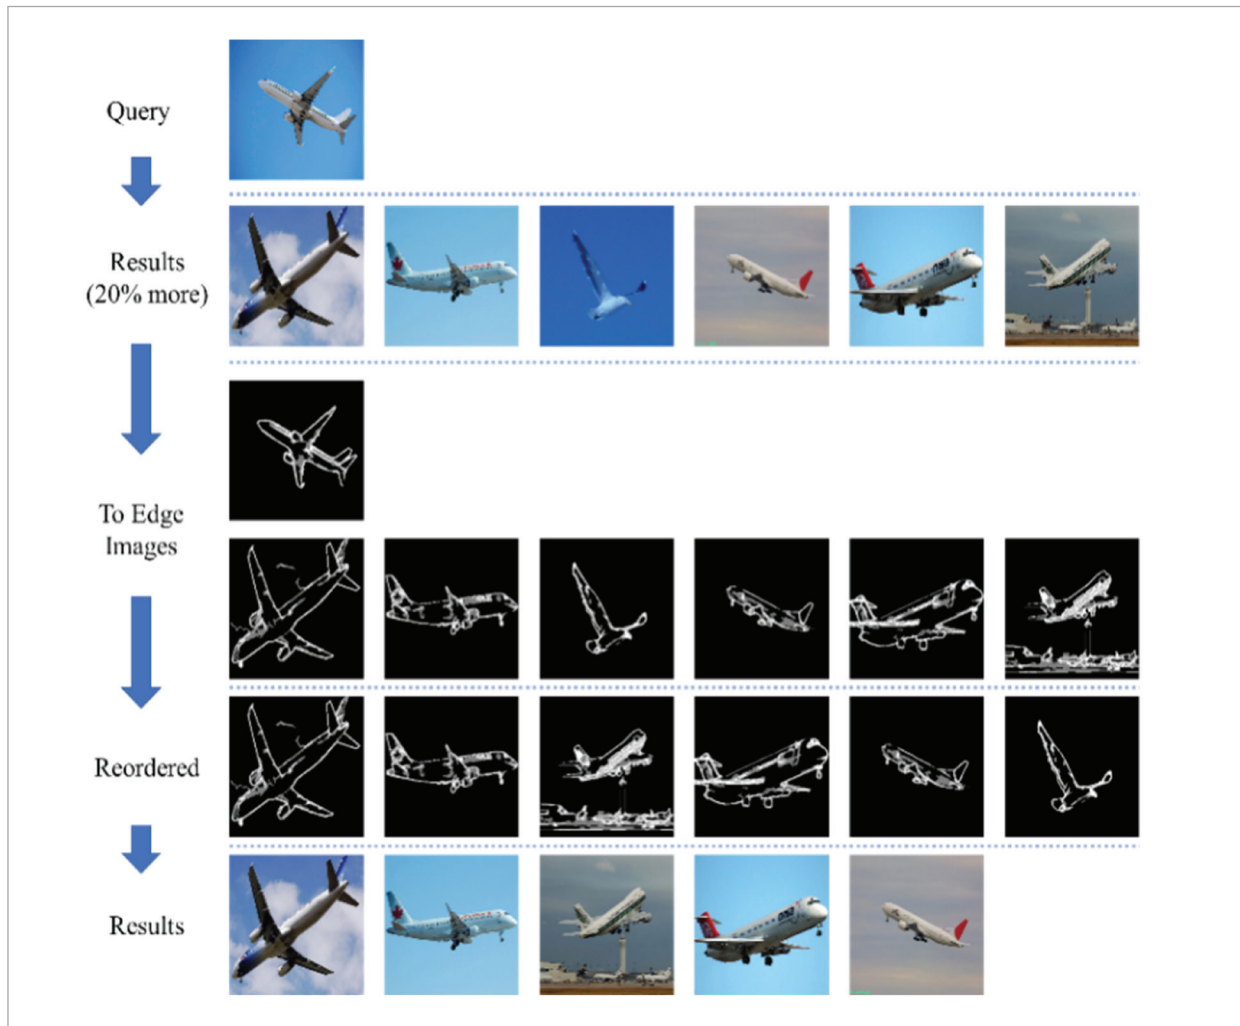 Query
Results
(20% more)
To Edge
Images
Reordered
Results